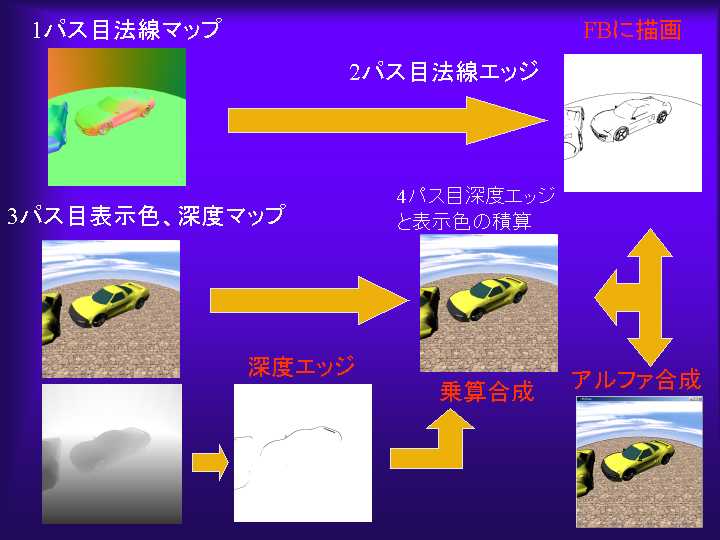 1パス目法線マップ
FBに描画
2パス目法線エッジ
3パス目表示色、深度マップ
4パス目深度エッジ
と表示色の積算
深度エッジ
乗算合成
アルファ合成